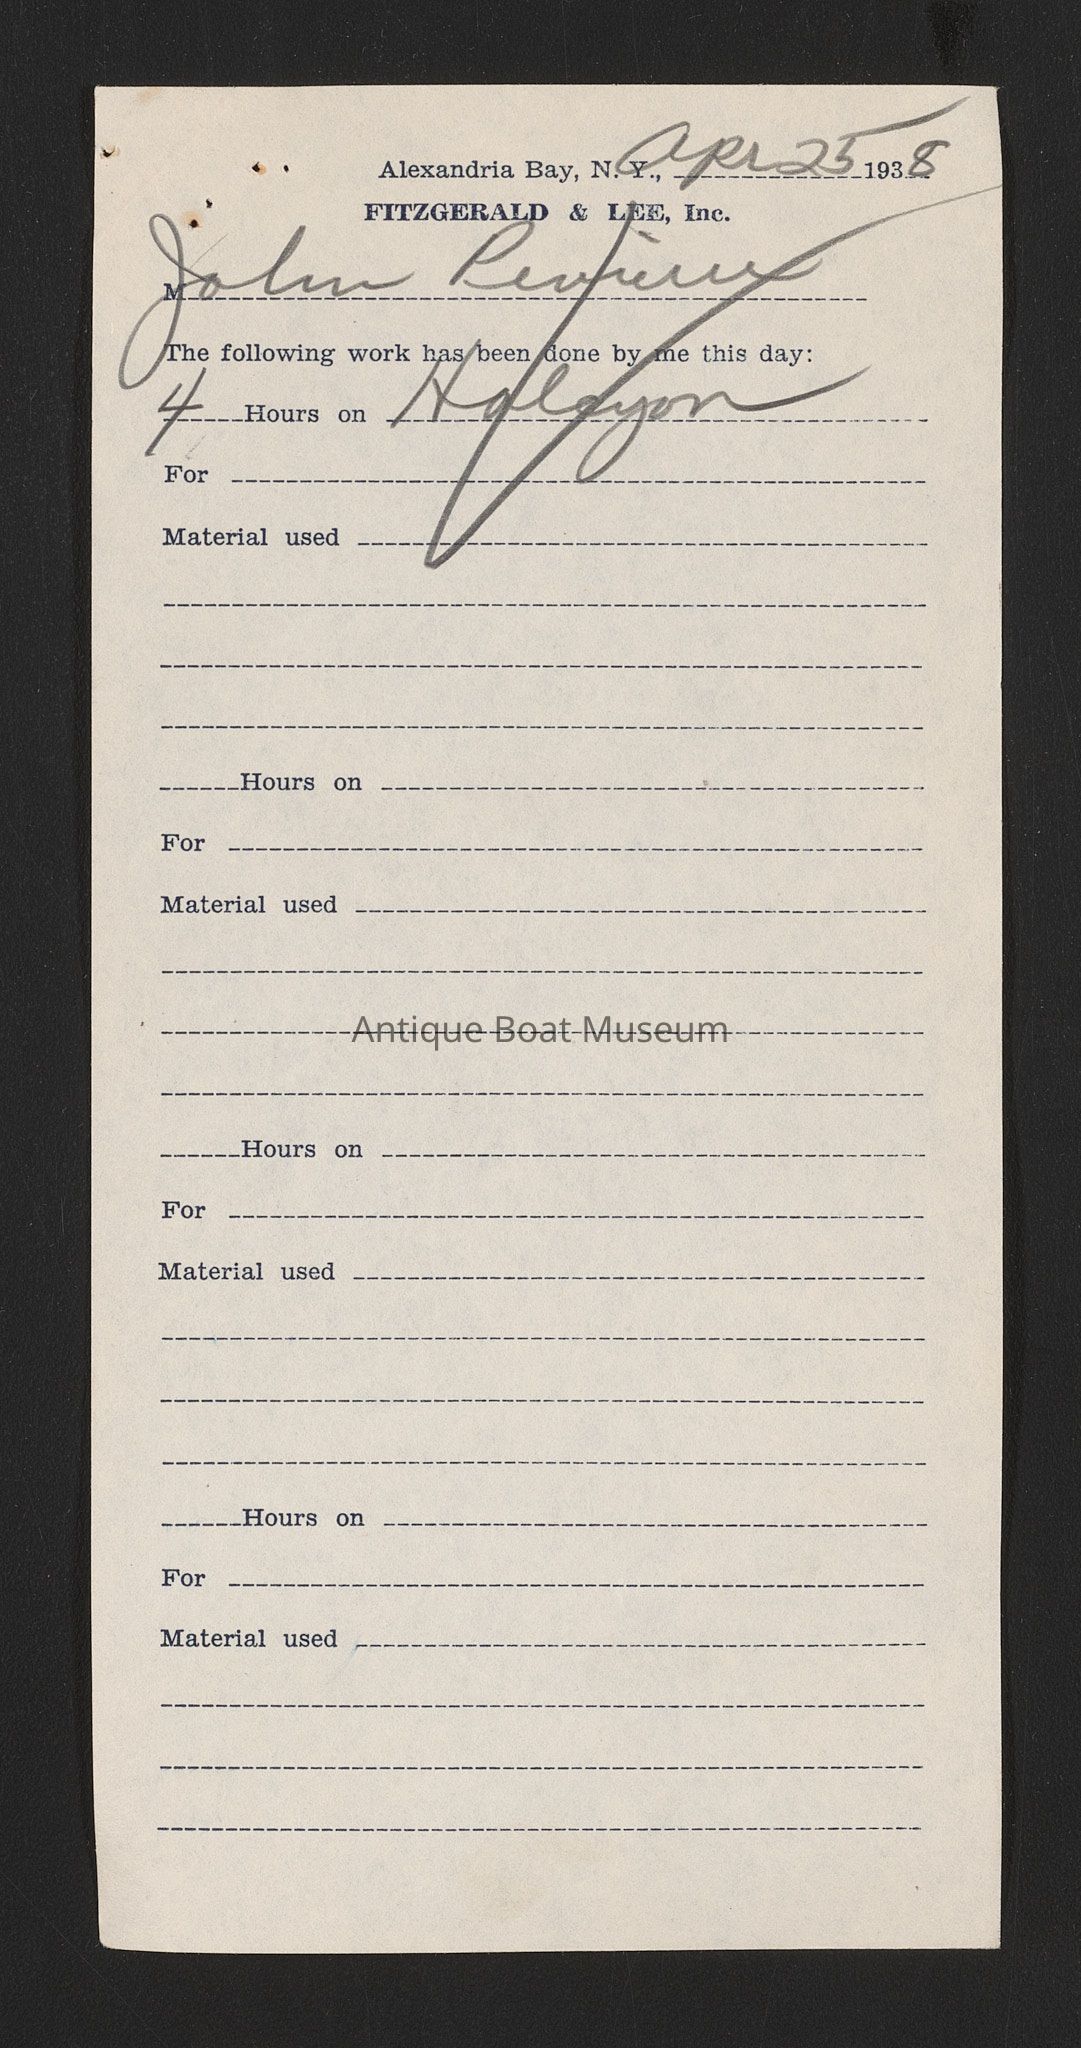 Alexandria Bay, N. Y., Apr 25 1938
FITZGERALD & LEE, Inc.
M John
The following work has been done by me this day:
4 Hours on Halcyon
For
Material used
Hours on
For
Material used
Antique Boat Museum
Hours on
For
Material used
Hours on
For
Material used